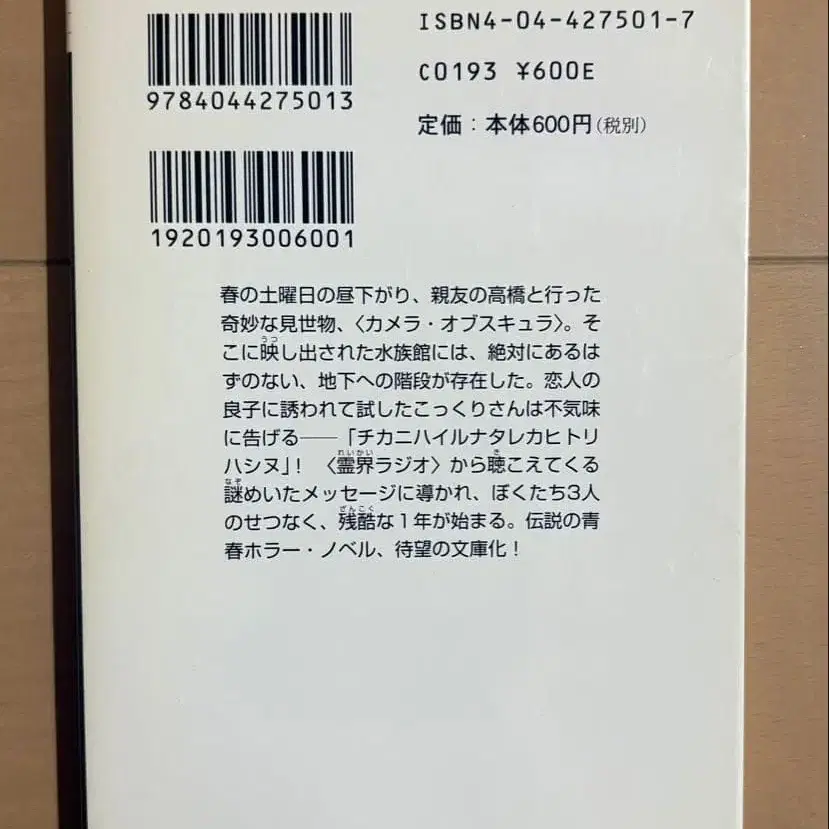 ISBN4-04-427501-7
9784044275013
C0193 ¥600E
定価：本体600円（税別）
1920193006001
春の土曜日の昼下がり、親友の高橋と行った
奇妙な見世物、〈カメラ・オブスキュラ〉。そ
こに映し出された水族館には、絶対にあるは
ずのない、地下への階段が存在した。恋人の
良子に誘われて試したこっくりさんは不気味
に告げる──「チカニハイルナタレカヒトリ
ハシヌ」！〈霊界ラジオ〉から聴こえてくる
謎めいたメッセージに導かれ、ぼくたち3人
のせつなく、残酷な1年が始まる。伝説の青
春ホラー・ノベル、待望の文庫化！